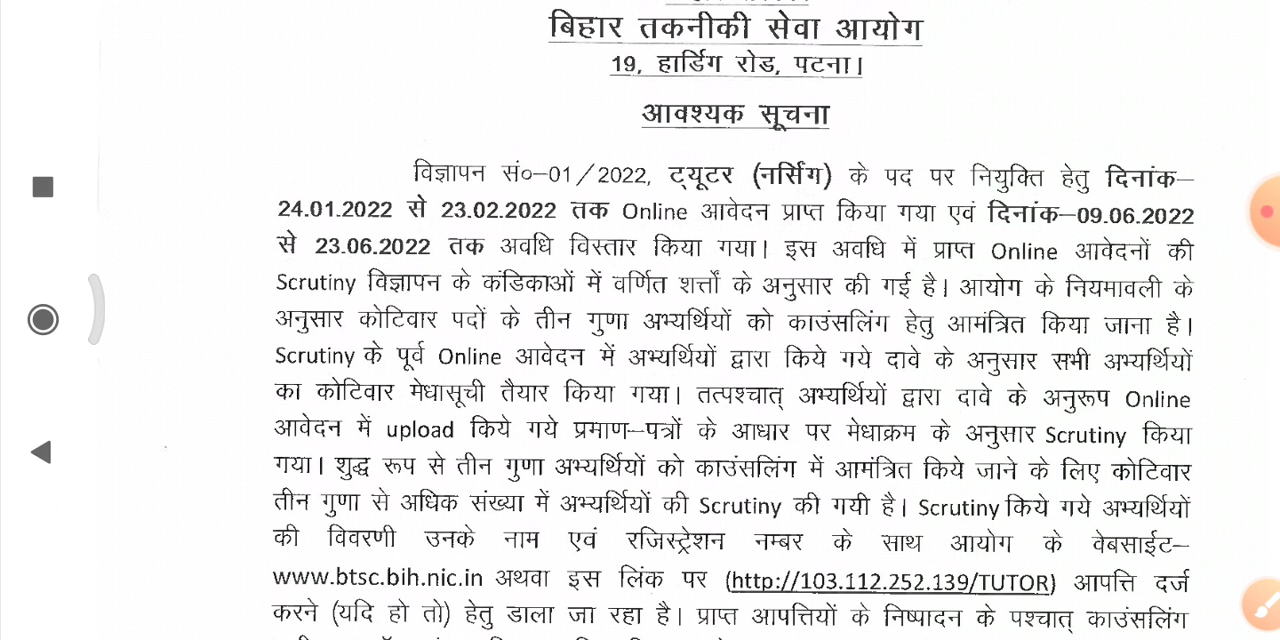 बिहार तकनीकी सेवा आयोग
19, हार्डिग रोड, पटना।
आवश्यक सूचना
विज्ञापन सं०–01/2022, ट्यूटर (नर्सिंग) के पद पर नियुक्ति हेतु दिनांक–
24.01.2022 से 23.02.2022 तक Online आवेदन प्राप्त किया गया एवं दिनांक–09.06.2022
से 23.06.2022 तक अवधि विस्तार किया गया। इस अवधि में प्राप्त Online आवेदनों की
Scrutiny विज्ञापन के कंडिकाओं में वर्णित शर्त्तों के अनुसार की गई है। आयोग के नियमावली के
अनुसार कोटिवार पदों के तीन गुणा अभ्यर्थियों को काउंसलिंग हेतु आमंत्रित किया जाना है।
Scrutiny के पूर्व Online आवेदन में अभ्यर्थियों द्वारा किये गये दावे के अनुसार सभी अभ्यर्थियों
का कोटिवार मेधासूची तैयार किया गया। तत्पश्चात् अभ्यर्थियों द्वारा दावे के अनुरूप Online
आवेदन में upload किये गये प्रमाण–पत्रों के आधार पर मेधाक्रम के अनुसार Scrutiny किया
गया। शुद्ध रूप से तीन गुणा अभ्यर्थियों को काउंसलिंग में आमंत्रित किये जाने के लिए कोटिवार
तीन गुणा से अधिक संख्या में अभ्यर्थियों की Scrutiny की गयी है। Scrutiny किये गये अभ्यर्थियों
की विवरणी उनके नाम एवं रजिस्ट्रेशन नम्बर के साथ आयोग के वेबसाईट–
www.btsc.bih.nic.in अथवा इस लिंक पर (http://103.112.252.139/TUTOR) आपत्ति दर्ज
करने (यदि हो तो) हेतु डाला जा रहा है। प्राप्त आपत्तियों के निष्पादन के पश्चात् काउंसलिंग